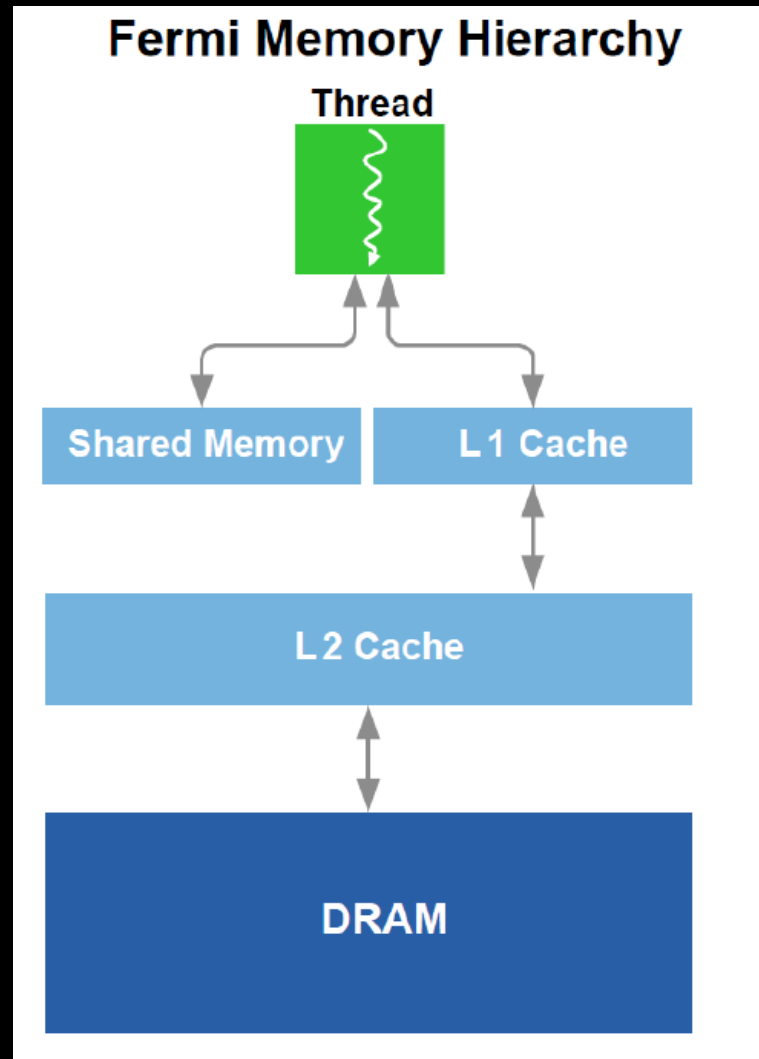 Fermi Memory Hierarchy
Thread
Shared Memory
L1 Cache
L2 Cache
DRAM